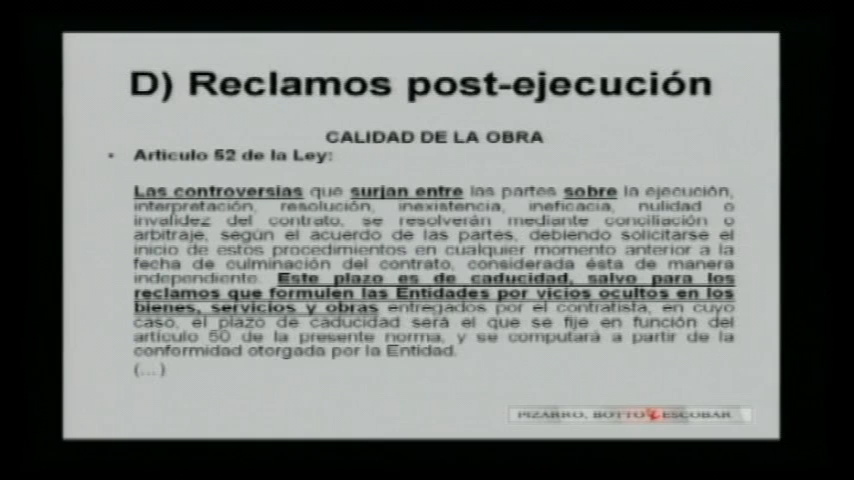 D) Reclamos post-ejecución
CALIDAD DE LA OBRA
• Artículo 52 de la Ley:
Las controversias que surjan entre las partes sobre la ejecución,
interpretación, resolución, inexistencia, ineficacia, nulidad o
invalidez del contrato, se resolverán mediante conciliación o
arbitraje, según el acuerdo de las partes, debiendo solicitarse el
inicio de estos procedimientos en cualquier momento anterior a la
fecha de culminación del contrato, considerada ésta de manera
independiente. Este plazo es de caducidad, salvo para los
reclamos que formulen las Entidades por vicios ocultos en los
bienes, servicios y obras entregados por el contratista, en cuyo
caso, el plazo de caducidad será el que se fije en función del
artículo 50 de la presente norma, y se computará a partir de la
conformidad otorgada por la Entidad.
(...)
PIZARRO, BOTTO & ESCOBAR